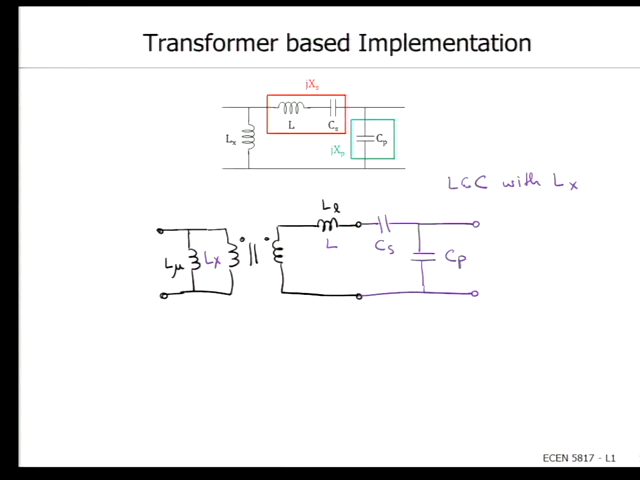 Transformer based Implementation
jXs
L Cs
Lx
Cp
jXp
LCC with Lx
Lℓ
L Cs
Lμ Lx
Cp
ECEN 5817 - L1